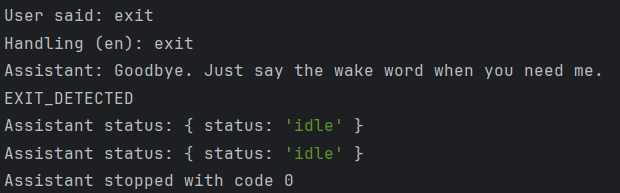 User said: exit
Handling (en): exit
Assistant: Goodbye. Just say the wake word when you need me.
EXIT_DETECTED
Assistant status: { status: 'idle' }
Assistant status: { status: 'idle' }
Assistant stopped with code 0